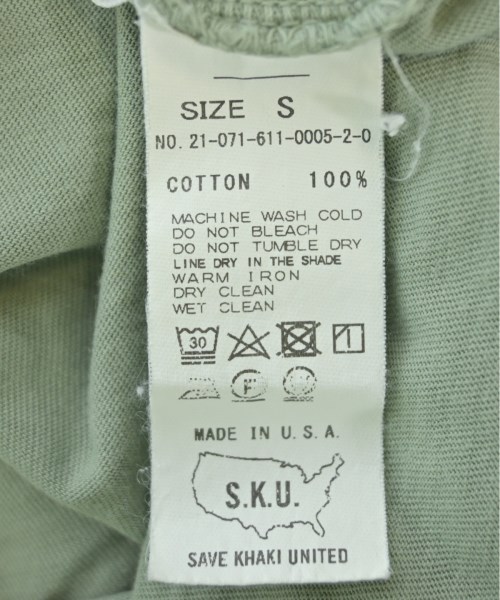 SIZE S
NO. 21-071-611-0005-2-0
COTTON 100%
MACHINE WASH COLD
DO NOT BLEACH
DO NOT TUMBLE DRY
LINE DRY IN THE SHADE
WARM IRON
DRY CLEAN
WET CLEAN
30
F
MADE IN U.S.A.
S.K.U.
SAVE KHAKI UNITED